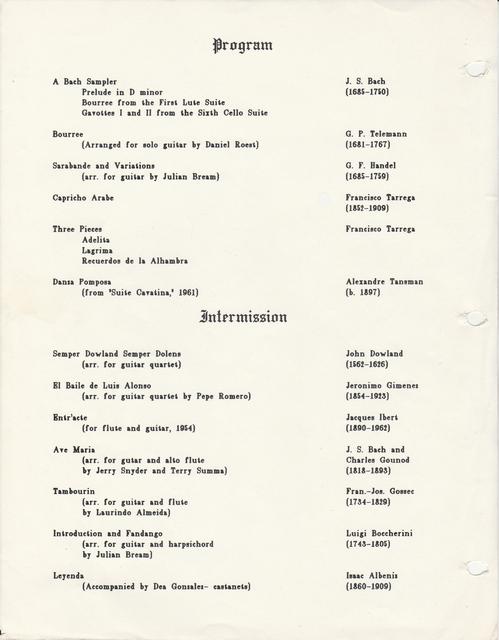 Program
A Bach Sampler J. S. Bach
Prelude in D minor (1685-1750)
Bourree from the First Lute Suite
Gavottes I and II from the Sixth Cello Suite
Bourree G. P. Telemann
(Arranged for solo guitar by Daniel Roest) (1681-1767)
Sarabande and Variations G. F. Handel
(arr. for guitar by Julian Bream) (1685-1759)
Capricho Arabe Francisco Tarrega
(1852-1909)
Three Pieces Francisco Tarrega
Adelita
Lagrima
Recuerdos de la Alhambra
Danza Pomposa Alexandre Tansman
(from "Suite Cavatina," 1961) (b. 1897)
Intermission
Semper Dowland Semper Dolens John Dowland
(arr. for guitar quartet) (1562-1626)
El Baile de Luis Alonso Jeronimo Gimenez
(arr. for guitar quartet by Pepe Romero) (1854-1923)
Entr'acte Jacques Ibert
(for flute and guitar, 1954) (1890-1962)
Ave Maria J. S. Bach and
(arr. for gutar and alto flute Charles Gounod
by Jerry Snyder and Terry Summa) (1818-1893)
Tambourin Fran.-Jos. Gossec
(arr. for guitar and flute (1734-1829)
by Laurindo Almeida)
Introduction and Fandango Luigi Boccherini
(arr. for guitar and harpsichord (1743-1805)
by Julian Bream)
Leyenda Isaac Albeniz
(Accompanied by Dea Gonzalez- castanets) (1860-1909)